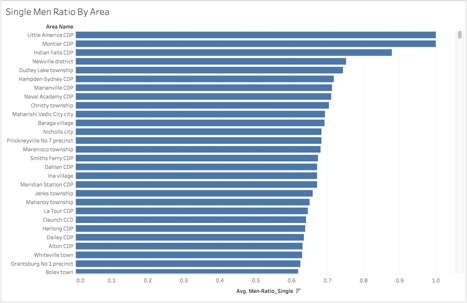 Single Men Ratio By Area
Area Name
Little America CDP
Montier CDP
Indian Falls CDP
Newville district
Dudley Lake township
Hampden-Sydney CDP
Marienville CDP
Naval Academy CDP
Christy township
Maharishi Vedic City city
Baraga village
Nicholls city
Pinckneyville No 7 precinct
Marenisco township
Smiths Ferry CDP
Dahlen CDP
Ina village
Meridian Station CDP
Jenks township
Mahanoy township
La Tour CDP
Claunch CCD
Herlong CDP
Dailey CDP
Alton CDP
Whiteville town
Grantsburg No 1 precinct
Boley town
0.0 0.1 0.2 0.3 0.4 0.5 0.6 0.7 0.8 0.9 1.0
Avg. Men-Ratio_Single